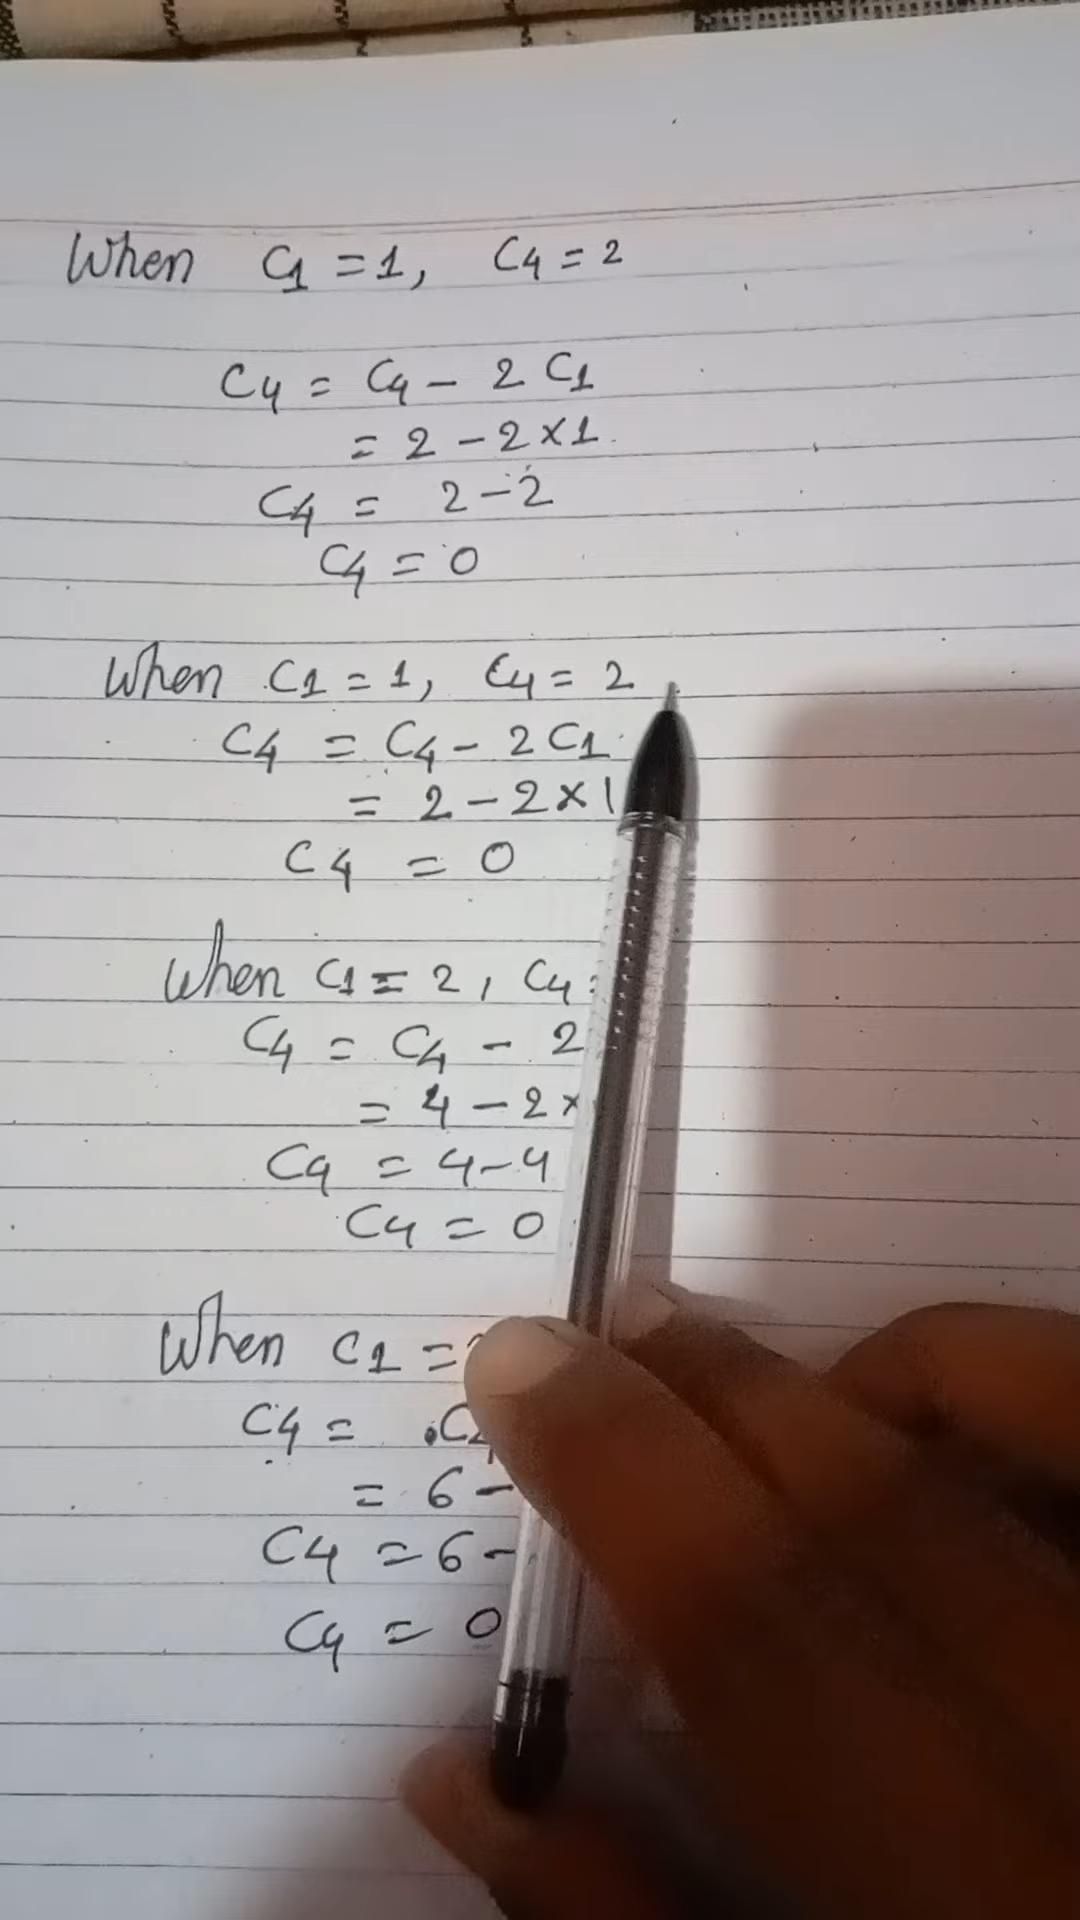 When C1 = 1, C4 = 2
C4 = C4 - 2 C1
= 2 - 2 x 1
C4 = 2 - 2
C4 = 0
When C1 = 1, C4 = 2
C4 = C4 - 2 C1
= 2 - 2 x 1
C4 = 0
When C1 = 2, C4
C4 = C4 - 2
= 4 - 2 x
C4 = 4 - 4
C4 = 0
When C1 =
C4 = C4
= 6 -
C4 = 6 -
C4 = 0